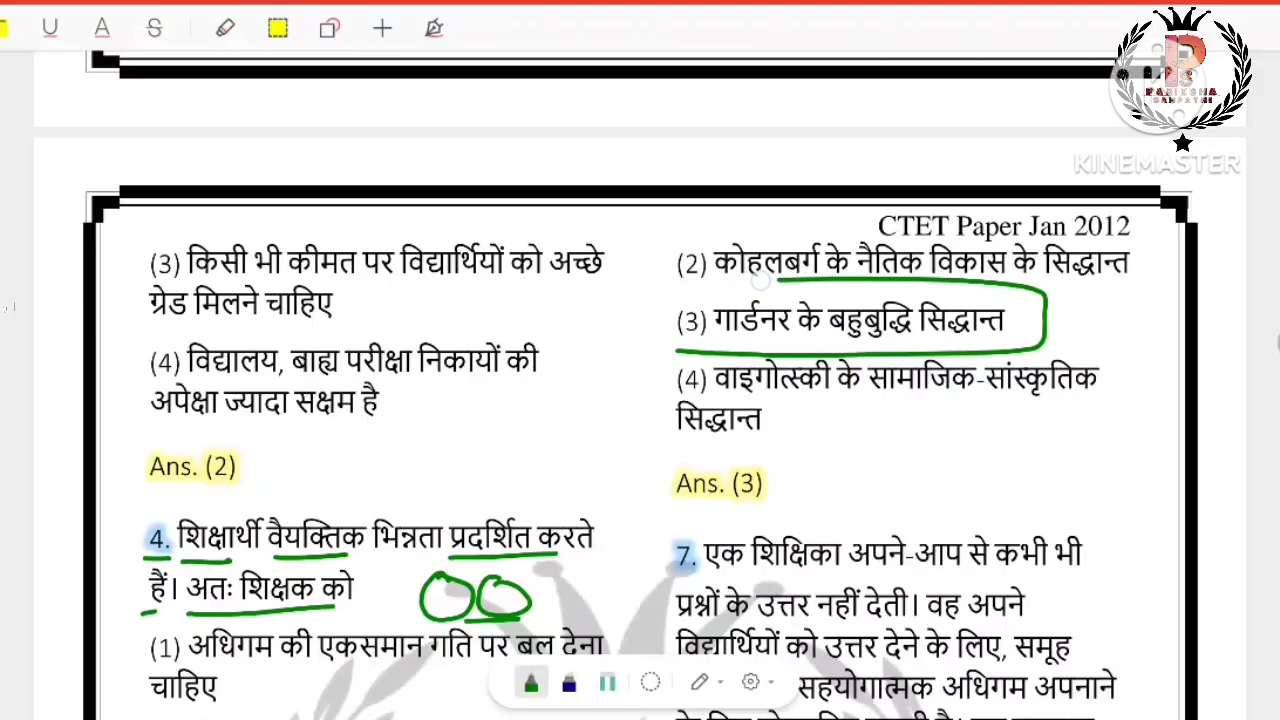 PARIKSHA
SANPATHI
KINEMASTER
CTET Paper Jan 2012
(3) किसी भी कीमत पर विद्यार्थियों को अच्छे
ग्रेड मिलने चाहिए
(4) विद्यालय, बाह्य परीक्षा निकायों की
अपेक्षा ज्यादा सक्षम है
Ans. (2)
4. शिक्षार्थी वैयक्तिक भिन्नता प्रदर्शित करते
हैं। अतः शिक्षक को
(1) अधिगम की एकसमान गति पर बल देना
चाहिए
(2) कोहलबर्ग के नैतिक विकास के सिद्धान्त
(3) गार्डनर के बहुबुद्धि सिद्धान्त
(4) वाइगोत्स्की के सामाजिक-सांस्कृतिक
सिद्धान्त
Ans. (3)
7. एक शिक्षिका अपने-आप से कभी भी
प्रश्नों के उत्तर नहीं देती। वह अपने
विद्यार्थियों को उत्तर देने के लिए, समूह
सहयोगात्मक अधिगम अपनाने